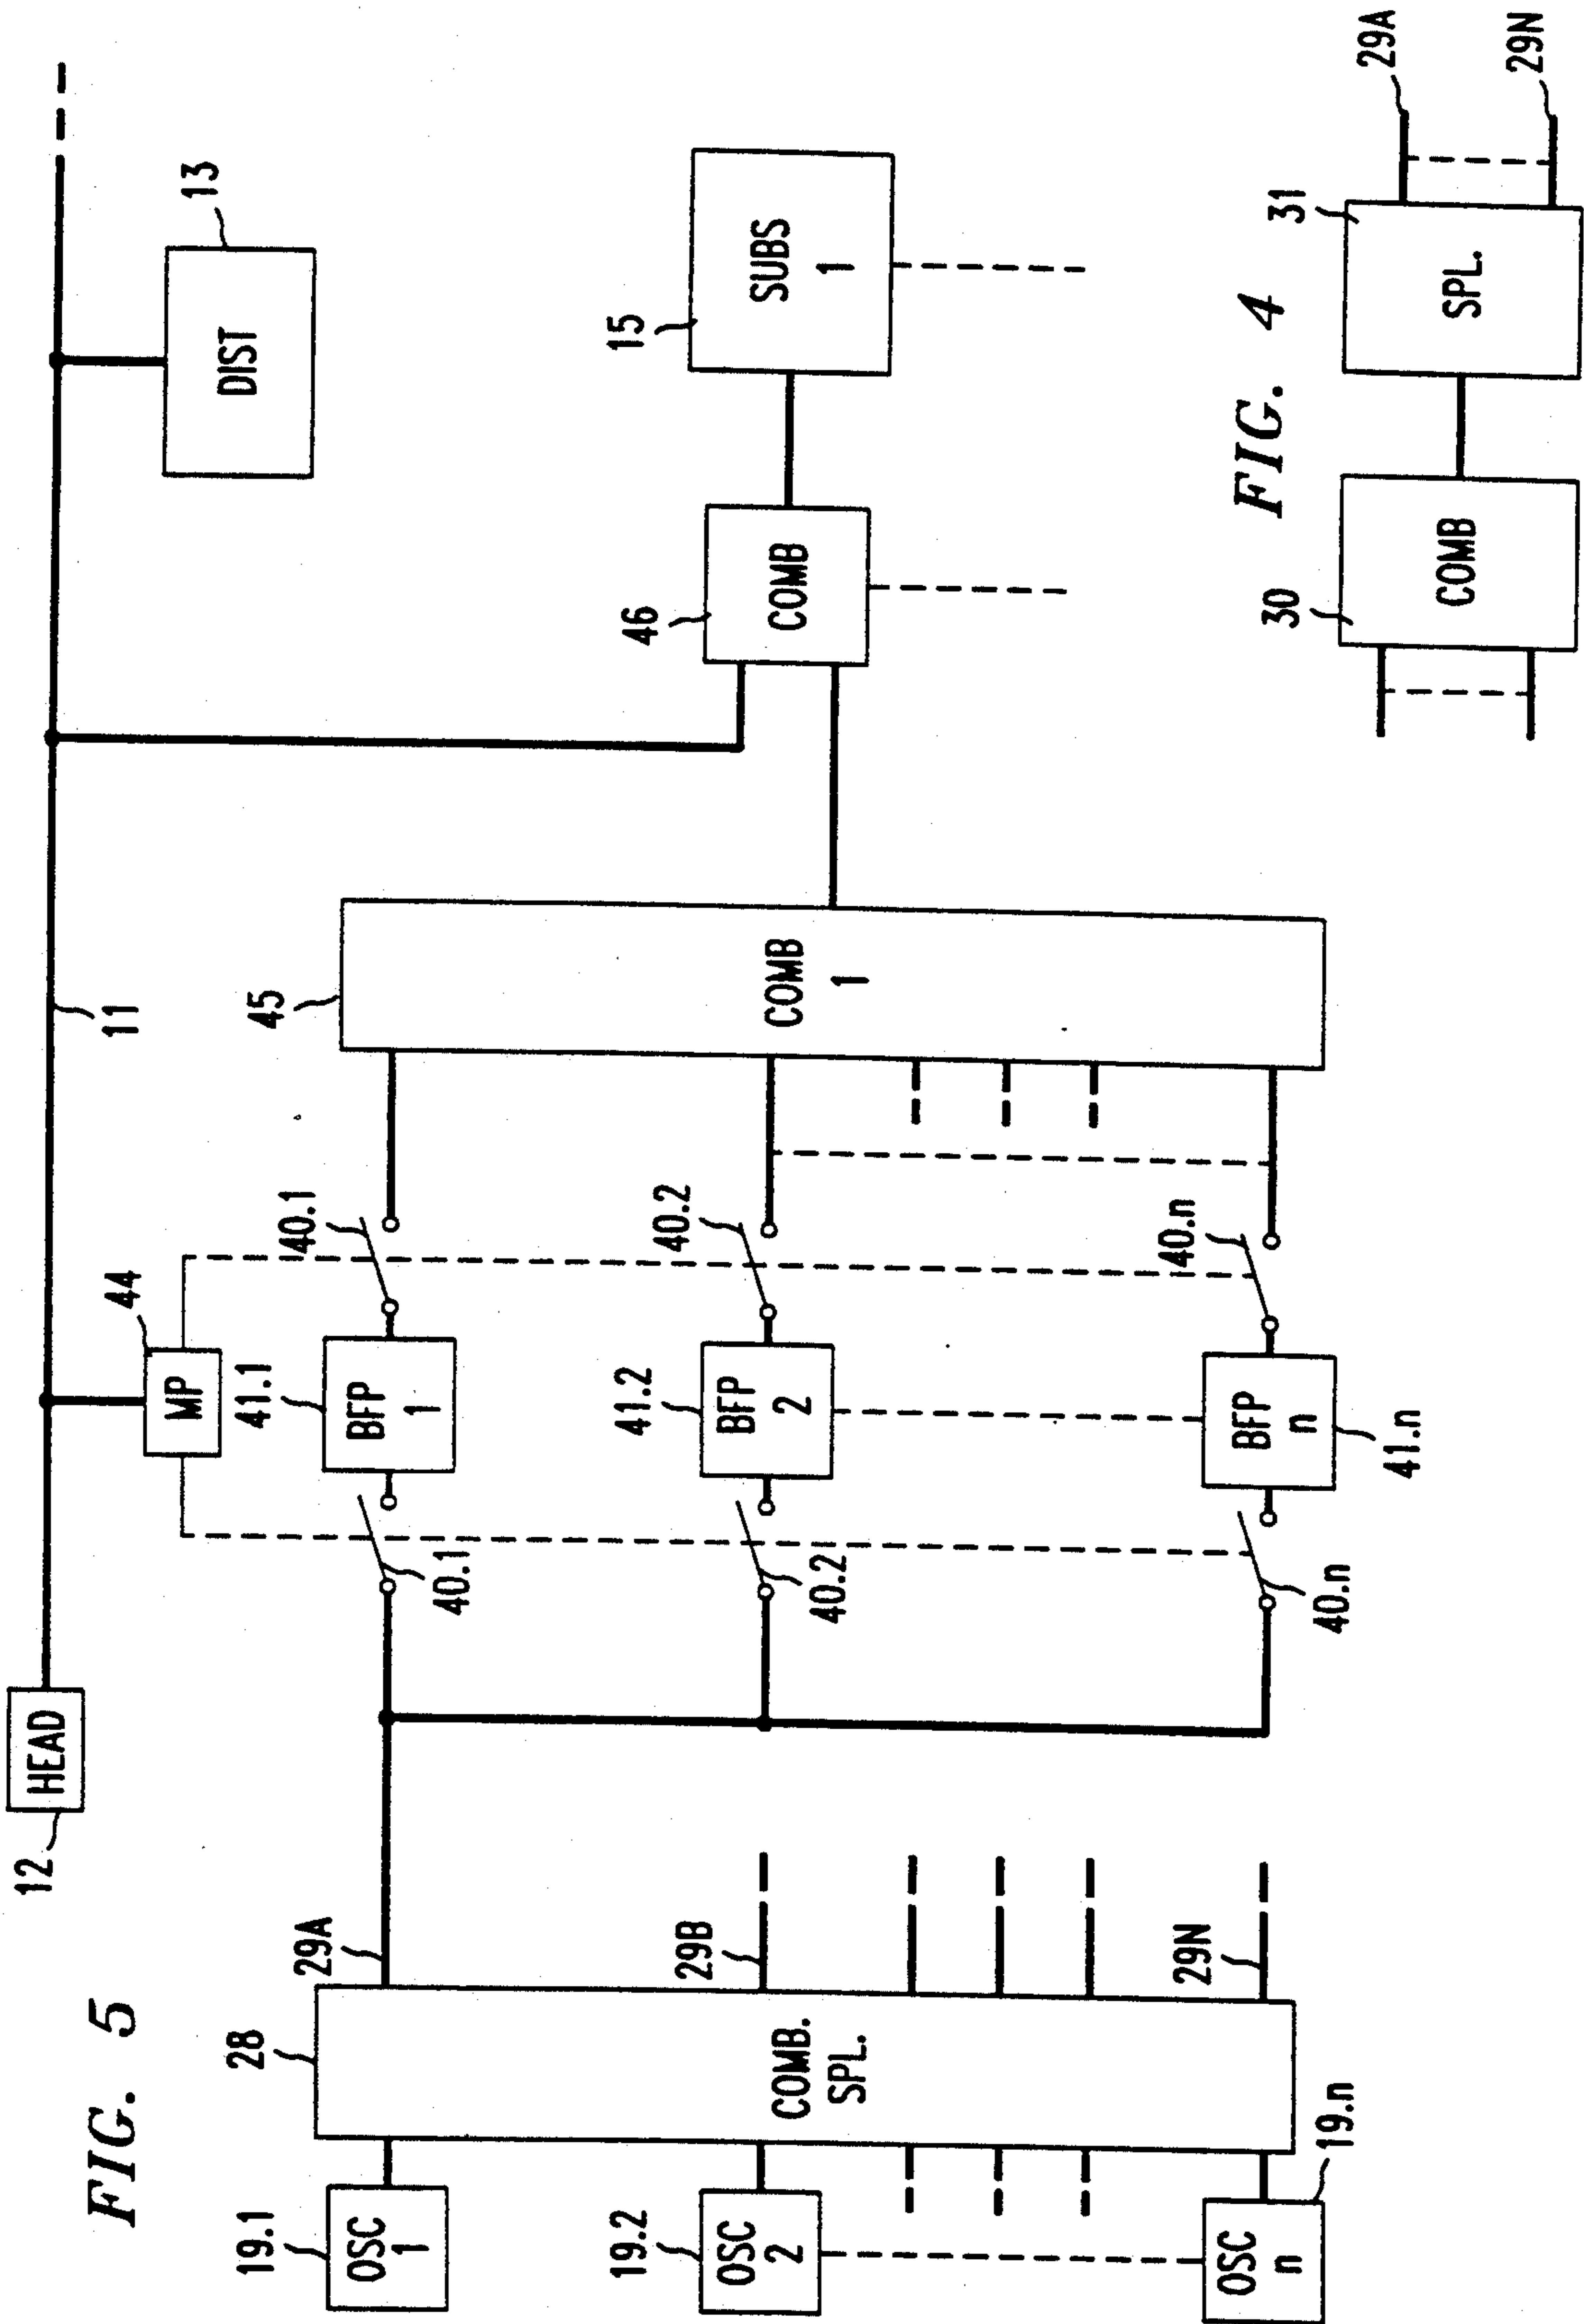 FIG. 5
12
HEAD
11
13
DIST
44
MP
19.1
OSC
1
19.2
OSC
2
19.n
OSC
n
28
COMB.
SPL.
29A
29B
29N
40.1
40.2
40.n
41.1
BFP
1
41.2
BFP
2
41.n
BFP
n
40.1
40.2
40.n
45
COMB
1
46
COMB
15
SUBS
1
FIG. 4
30
COMB
31
SPL.
29A
29N